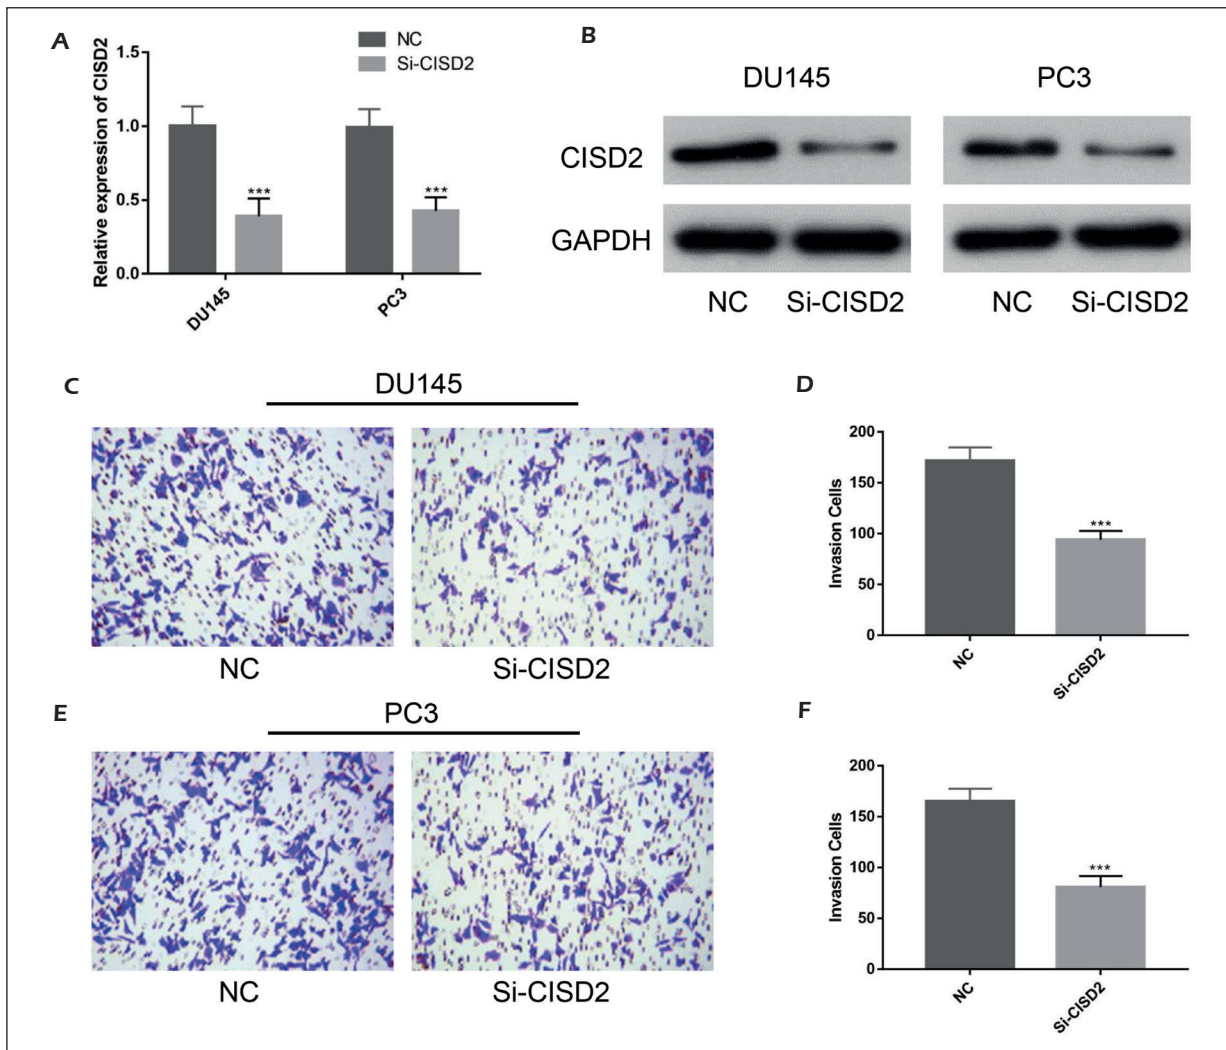 A
Relative expression of CISD2
1.5
1.0
0.5
0.0
NC
Si-CISD2
***
***
DU145
PC3
B
DU145
PC3
CISD2
GAPDH
NC
Si-CISD2
NC
Si-CISD2
C
DU145
NC
Si-CISD2
D
Invasion Cells
200
150
100
50
0
***
NC
Si-CISD2
E
PC3
NC
Si-CISD2
F
Invasion Cells
200
150
100
50
0
***
NC
Si-CISD2